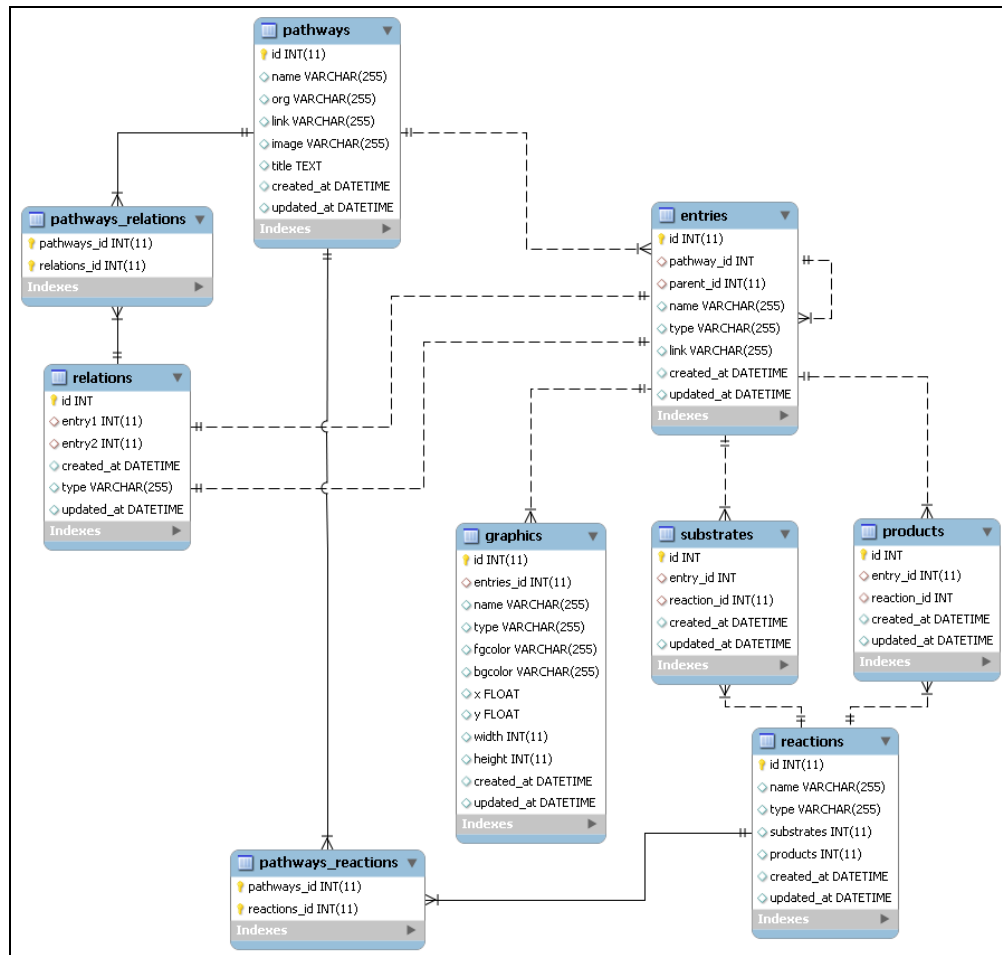 pathways
id INT(11)
name VARCHAR(255)
org VARCHAR(255)
link VARCHAR(255)
image VARCHAR(255)
title TEXT
created_at DATETIME
updated_at DATETIME
Indexes
pathways_relations
pathways_id INT(11)
relations_id INT(11)
Indexes
relations
id INT
entry1 INT(11)
entry2 INT(11)
created_at DATETIME
type VARCHAR(255)
updated_at DATETIME
Indexes
entries
id INT(11)
pathway_id INT
parent_id INT(11)
name VARCHAR(255)
type VARCHAR(255)
link VARCHAR(255)
created_at DATETIME
updated_at DATETIME
Indexes
graphics
id INT(11)
entries_id INT(11)
name VARCHAR(255)
type VARCHAR(255)
fgcolor VARCHAR(255)
bgcolor VARCHAR(255)
x FLOAT
y FLOAT
width INT(11)
height INT(11)
created_at DATETIME
updated_at DATETIME
Indexes
substrates
id INT
entry_id INT
reaction_id INT(11)
created_at DATETIME
updated_at DATETIME
Indexes
products
id INT
entry_id INT(11)
reaction_id INT
created_at DATETIME
updated_at DATETIME
Indexes
reactions
id INT(11)
name VARCHAR(255)
type VARCHAR(255)
substrates INT(11)
products INT(11)
created_at DATETIME
updated_at DATETIME
Indexes
pathways_reactions
pathways_id INT(11)
reactions_id INT(11)
Indexes